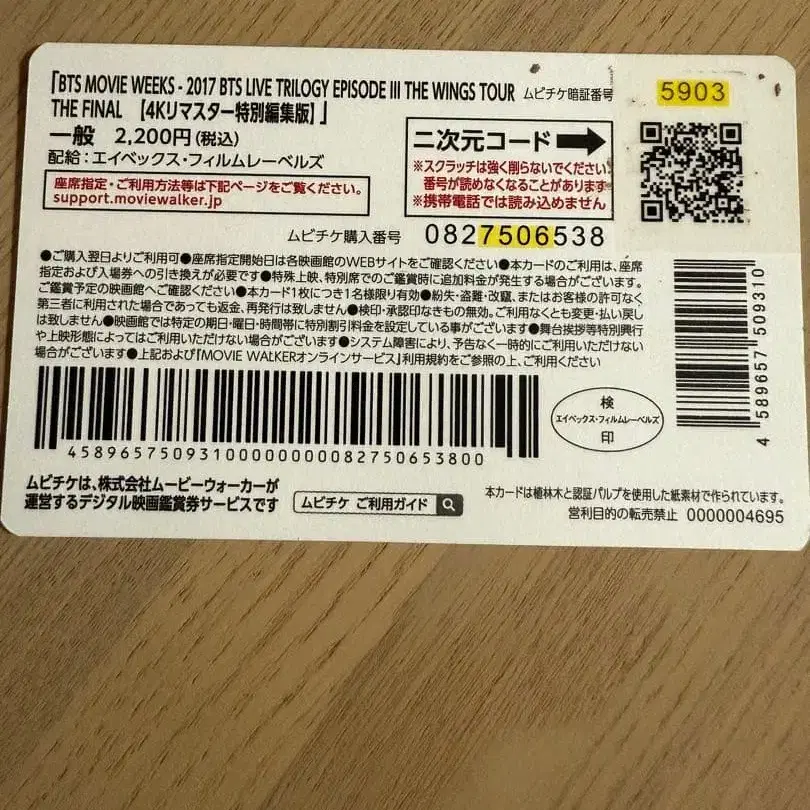 「BTS MOVIE WEEKS - 2017 BTS LIVE TRILOGY EPISODE III THE WINGS TOUR
THE FINAL 【4Kリマスター特別編集版】」
ムビチケ暗証番号 5903
一般 2,200円(税込)
配給:エイベックス・フィルムレーベルズ
座席指定・ご利用方法等は下記ページをご覧ください。
support.moviewalker.jp
二次元コード
※スクラッチは強く削らないでください
番号が読めなくなることがあります
※携帯電話では読み込めません
ムビチケ購入番号 0827506538
●ご購入翌日よりご利用可●座席指定開始日は各映画館のWEBサイトをご確認ください●本カードのご利用は、座席
指定および入場券への引き換えが必要です●特殊上映、特別席でのご鑑賞時に追加料金が発生する場合がございます。
ご鑑賞予定の映画館へご確認ください●本カード1枚につき1名様限り有効●紛失・盗難・改竄、またはお客様の許可なく
第三者に利用された場合であっても返金、再発行は致しません●検印・承認印なきもの無効。ご利用なくとも変更・払い戻し
は致しません●映画館では特定の期日・曜日・時間帯に特別割引料金を設定している事がございます●舞台挨拶等特別興行
や上映形態によってはご利用いただけない場合がございます●システム障害により、予告なく一時的にご利用いただけない
場合がございます●上記および「MOVIE WALKERオンラインサービス」利用規約をご参照の上、ご利用ください
458965750931000000000082750653800
検
エイベックス・フィルムレーベルズ
印
4 589657 509310
ムビチケは、株式会社ムービーウォーカーが
運営するデジタル映画鑑賞券サービスです
ムビチケ ご利用ガイド
本カードは植林木と認証パルプを使用した紙素材で作られています。
営利目的の転売禁止 0000004695